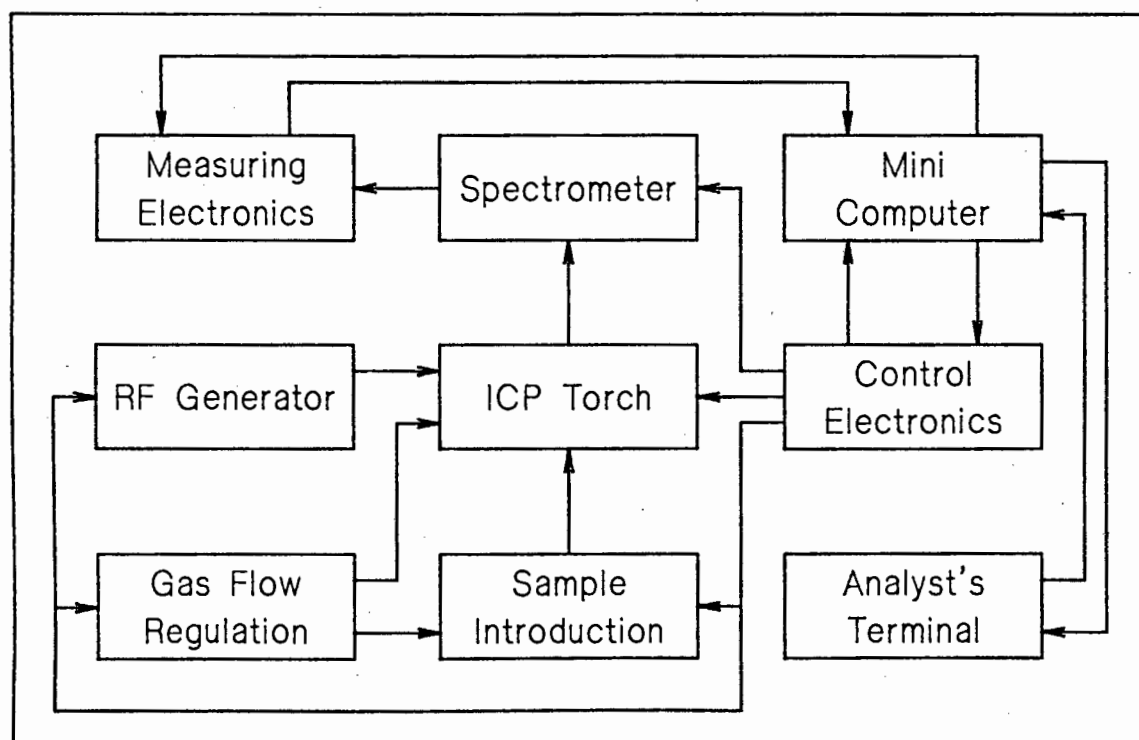 Measuring
Electronics
Spectrometer
Mini
Computer
RF Generator
ICP Torch
Control
Electronics
Gas Flow
Regulation
Sample
Introduction
Analyst's
Terminal